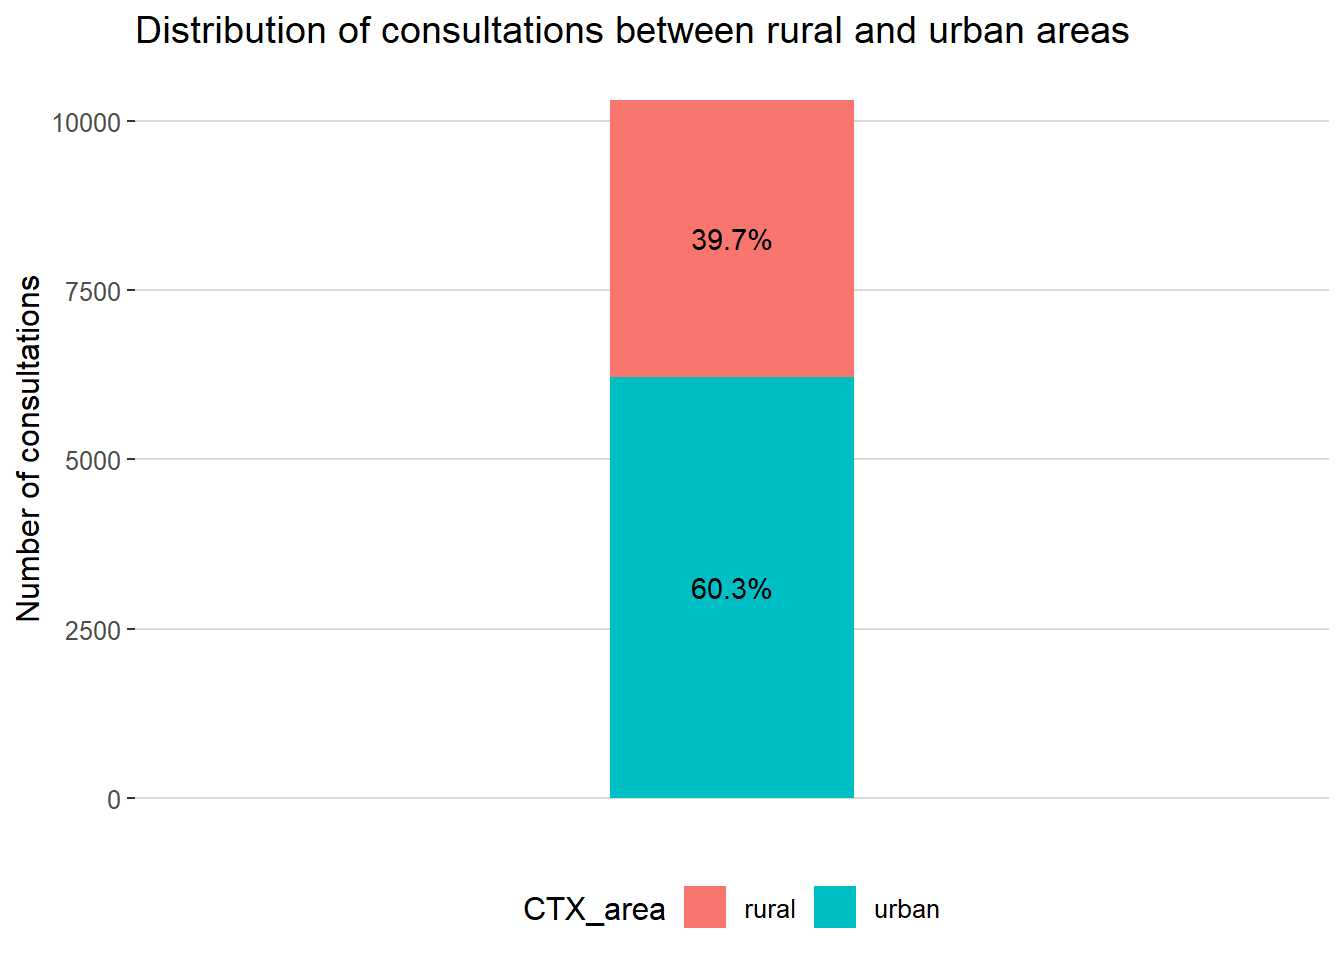 Distribution of consultations between rural and urban areas
Number of consultations
10000
7500
5000
2500
0
39.7%
60.3%
CTX_area rural urban